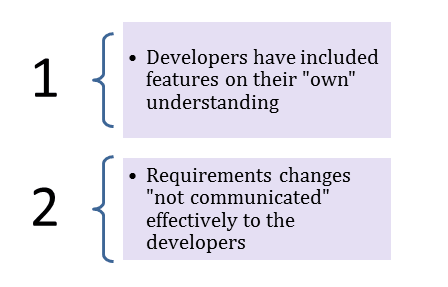 1
• Developers have included
features on their "own"
understanding
2
• Requirements changes
"not communicated"
effectively to the
developers